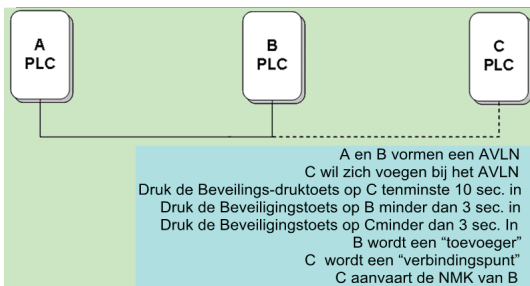 A
PLC
B
PLC
C
PLC
A en B vormen een AVLN
C wil zich voegen bij het AVLN
Druk de Beveilings-druktoets op C tenminste 10 sec. in
Druk de Beveiligingstoets op B minder dan 3 sec. in
Druk de Beveiligingstoets op Cminder dan 3 sec. In
B wordt een “toevoeger”
C wordt een “verbindingspunt”
C aanvaart de NMK van B